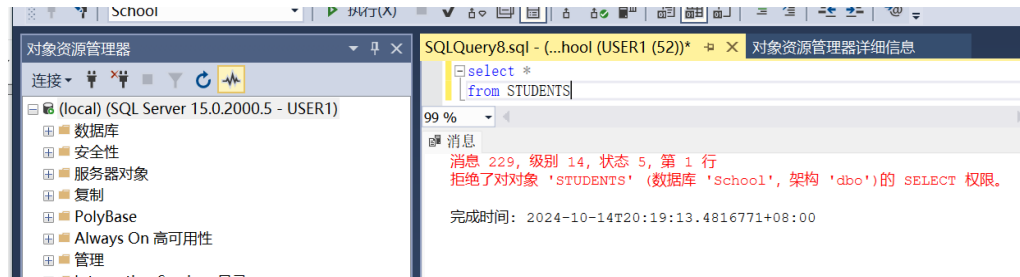 School
执行(X)
对象资源管理器
连接
(local) (SQL Server 15.0.2000.5 - USER1)
数据库
安全性
服务器对象
复制
PolyBase
Always On 高可用性
管理
SQLQuery8.sql - (...hool (USER1 (52))*
对象资源管理器详细信息
select *
from STUDENTS
99 %
消息
消息 229, 级别 14, 状态 5, 第 1 行
拒绝了对对象 'STUDENTS' (数据库 'School', 架构 'dbo')的 SELECT 权限。
完成时间: 2024-10-14T20:19:13.4816771+08:00